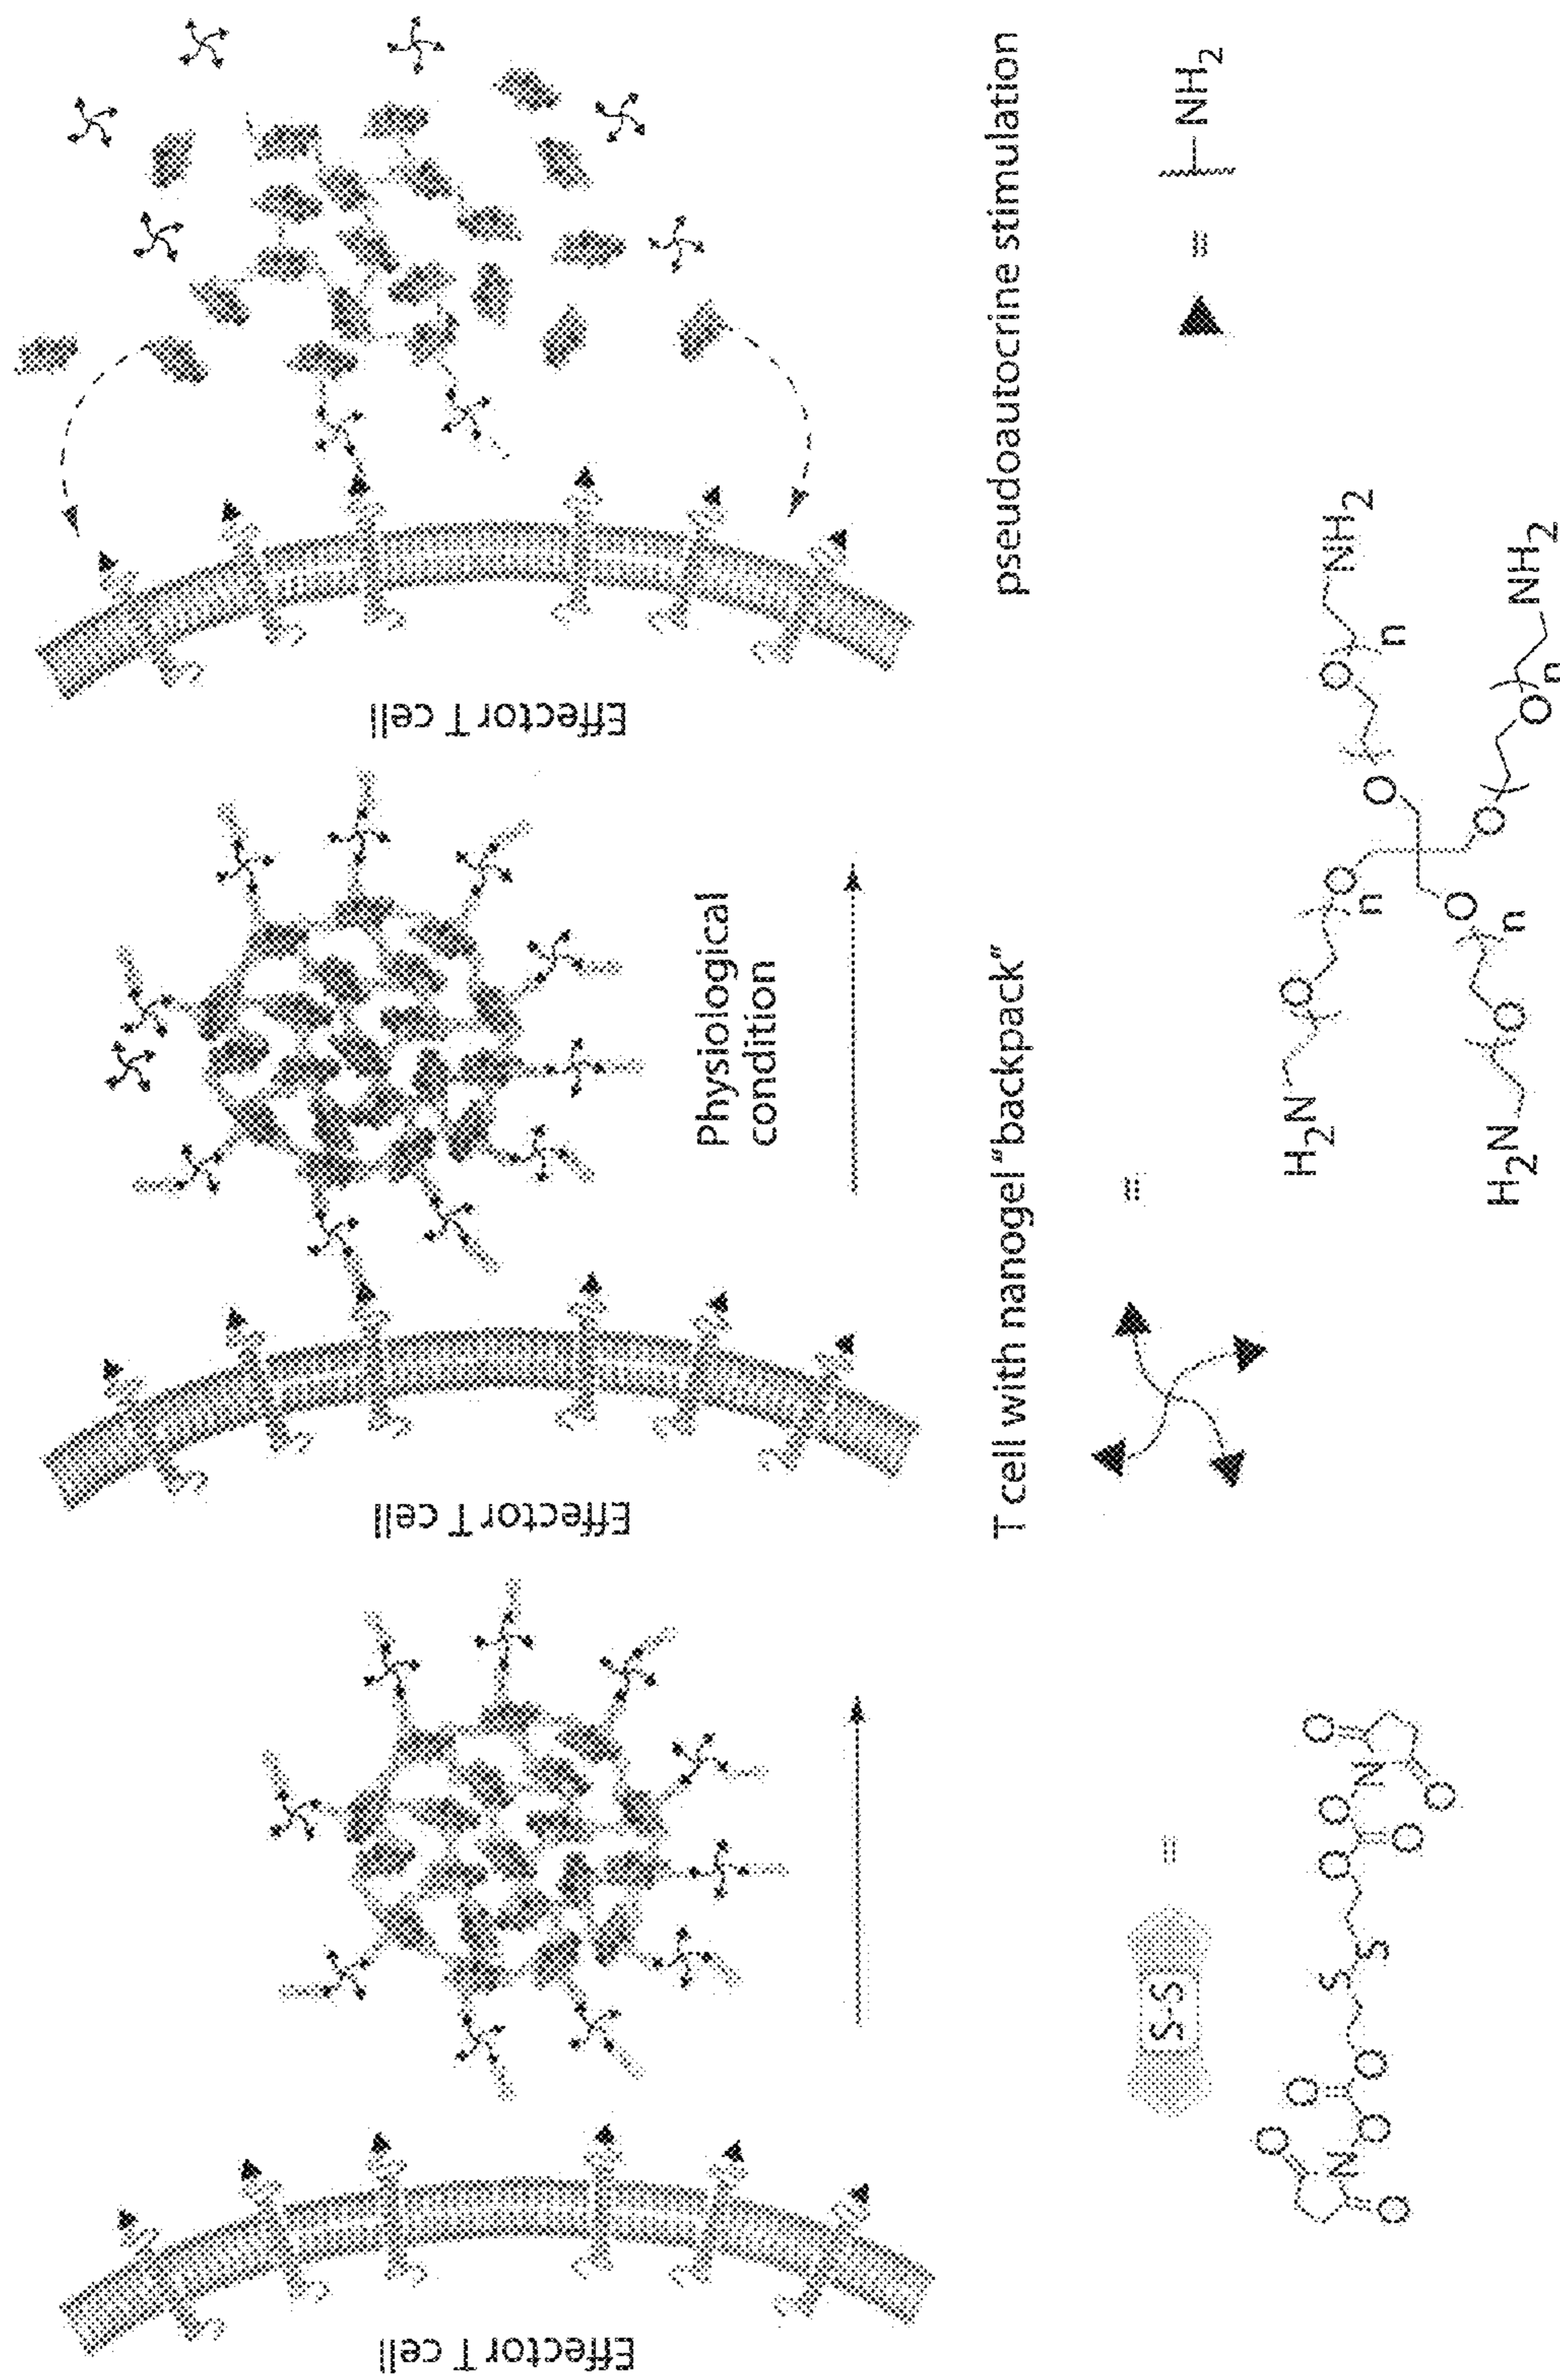 Effector T cell
Effector T cell
Physiological
condition
Effector T cell
T cell with nanogel "backpack"
pseudoautocrine stimulation
S-S
=
=
=
NH2
O
O
N
O
O
O
S
S
O
O
O
N
O
O
H2N
O
n
O
O
O
n
NH2
H2N
O
n
O
O
O
n
NH2